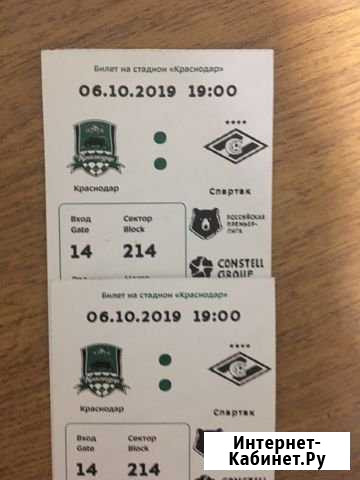 Билет на стадион «Краснодар»
06.10.2019 19:00
Краснодар
Спартак
Вход Сектор
Gate Block
14 214
РОССИЙСКАЯ
ПРЕМЬЕР-
ЛИГА
CONSTELL
GROUP
Билет на стадион «Краснодар»
06.10.2019 19:00
Краснодар
Спартак
Вход Сектор
Gate Block
14 214
Интернет-
Кабинет.Ру